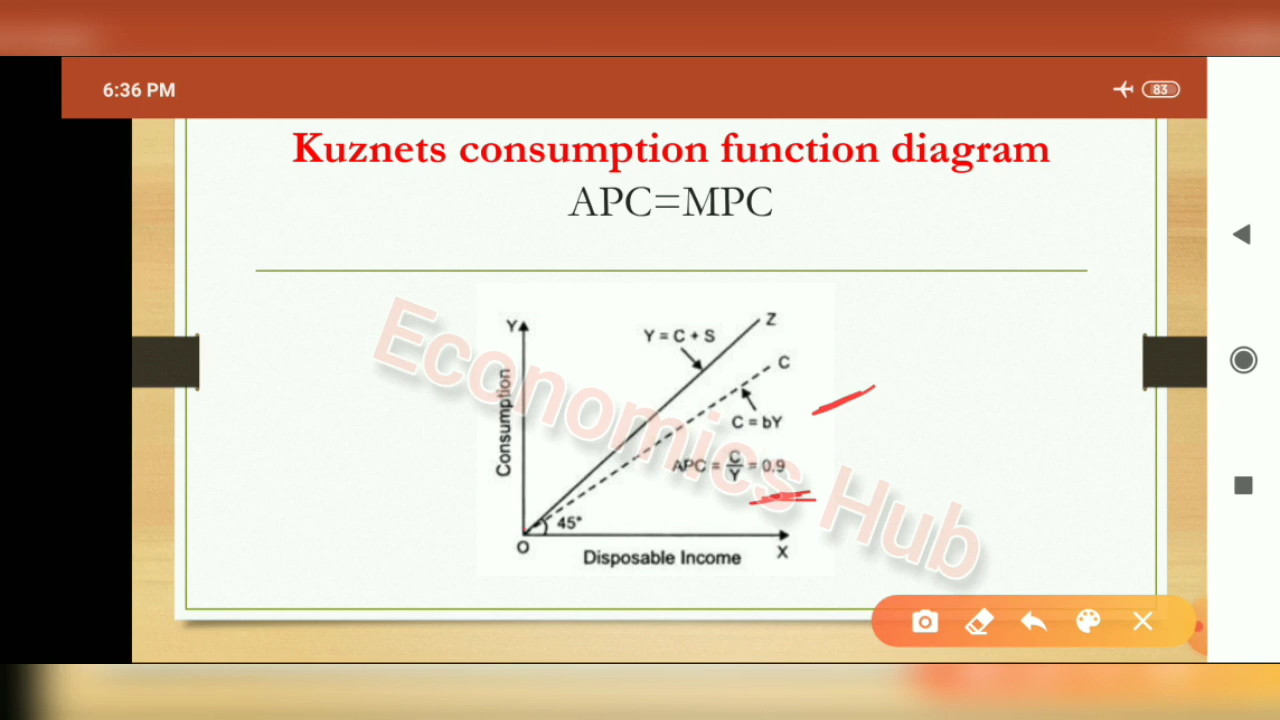 6:36 PM
83
Kuznets consumption function diagram
APC=MPC
Y
Y = C + S
Z
C
Consumption
C = bY
APC = C/Y = 0.9
45°
O
Disposable Income
X
Economics Hub